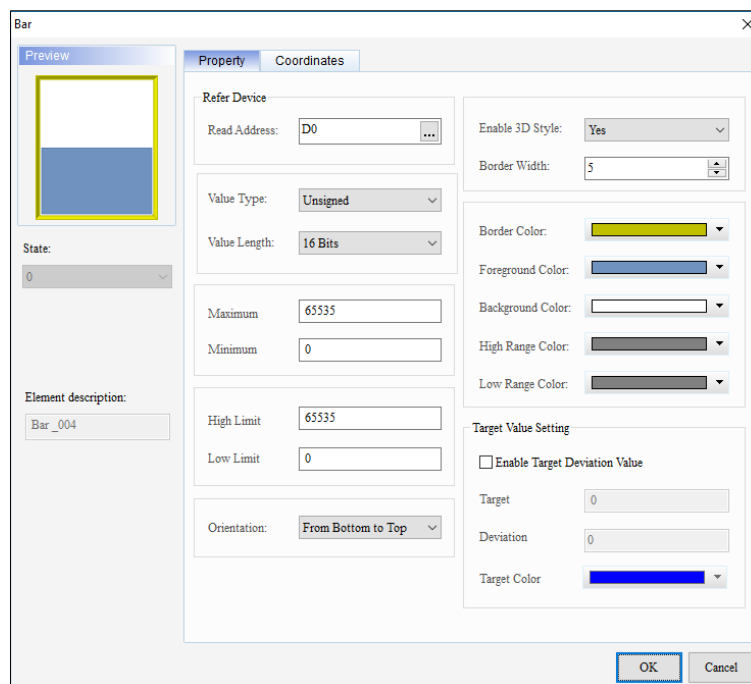 Bar
Preview
State:
0
Element description:
Bar _004
Property
Coordinates
Refer Device
Read Address:
D0
...
Value Type:
Unsigned
Value Length:
16 Bits
Maximum
65535
Minimum
0
High Limit
65535
Low Limit
0
Orientation:
From Bottom to Top
Enable 3D Style:
Yes
Border Width:
5
Border Color:
Foreground Color:
Background Color:
High Range Color:
Low Range Color:
Target Value Setting
Enable Target Deviation Value
Target
0
Deviation
0
Target Color
OK
Cancel